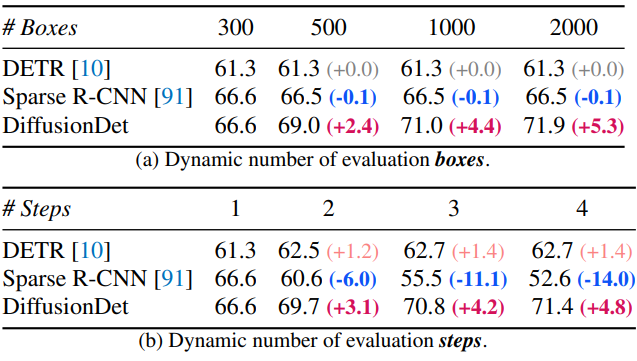 # Boxes 300 500 1000 2000
DETR [10] 61.3 61.3 (+0.0) 61.3 (+0.0) 61.3 (+0.0)
Sparse R-CNN [91] 66.6 66.5 (-0.1) 66.5 (-0.1) 66.5 (-0.1)
DiffusionDet 66.6 69.0 (+2.4) 71.0 (+4.4) 71.9 (+5.3)
(a) Dynamic number of evaluation boxes.
# Steps 1 2 3 4
DETR [10] 61.3 62.5 (+1.2) 62.7 (+1.4) 62.7 (+1.4)
Sparse R-CNN [91] 66.6 60.6 (-6.0) 55.5 (-11.1) 52.6 (-14.0)
DiffusionDet 66.6 69.7 (+3.1) 70.8 (+4.2) 71.4 (+4.8)
(b) Dynamic number of evaluation steps.